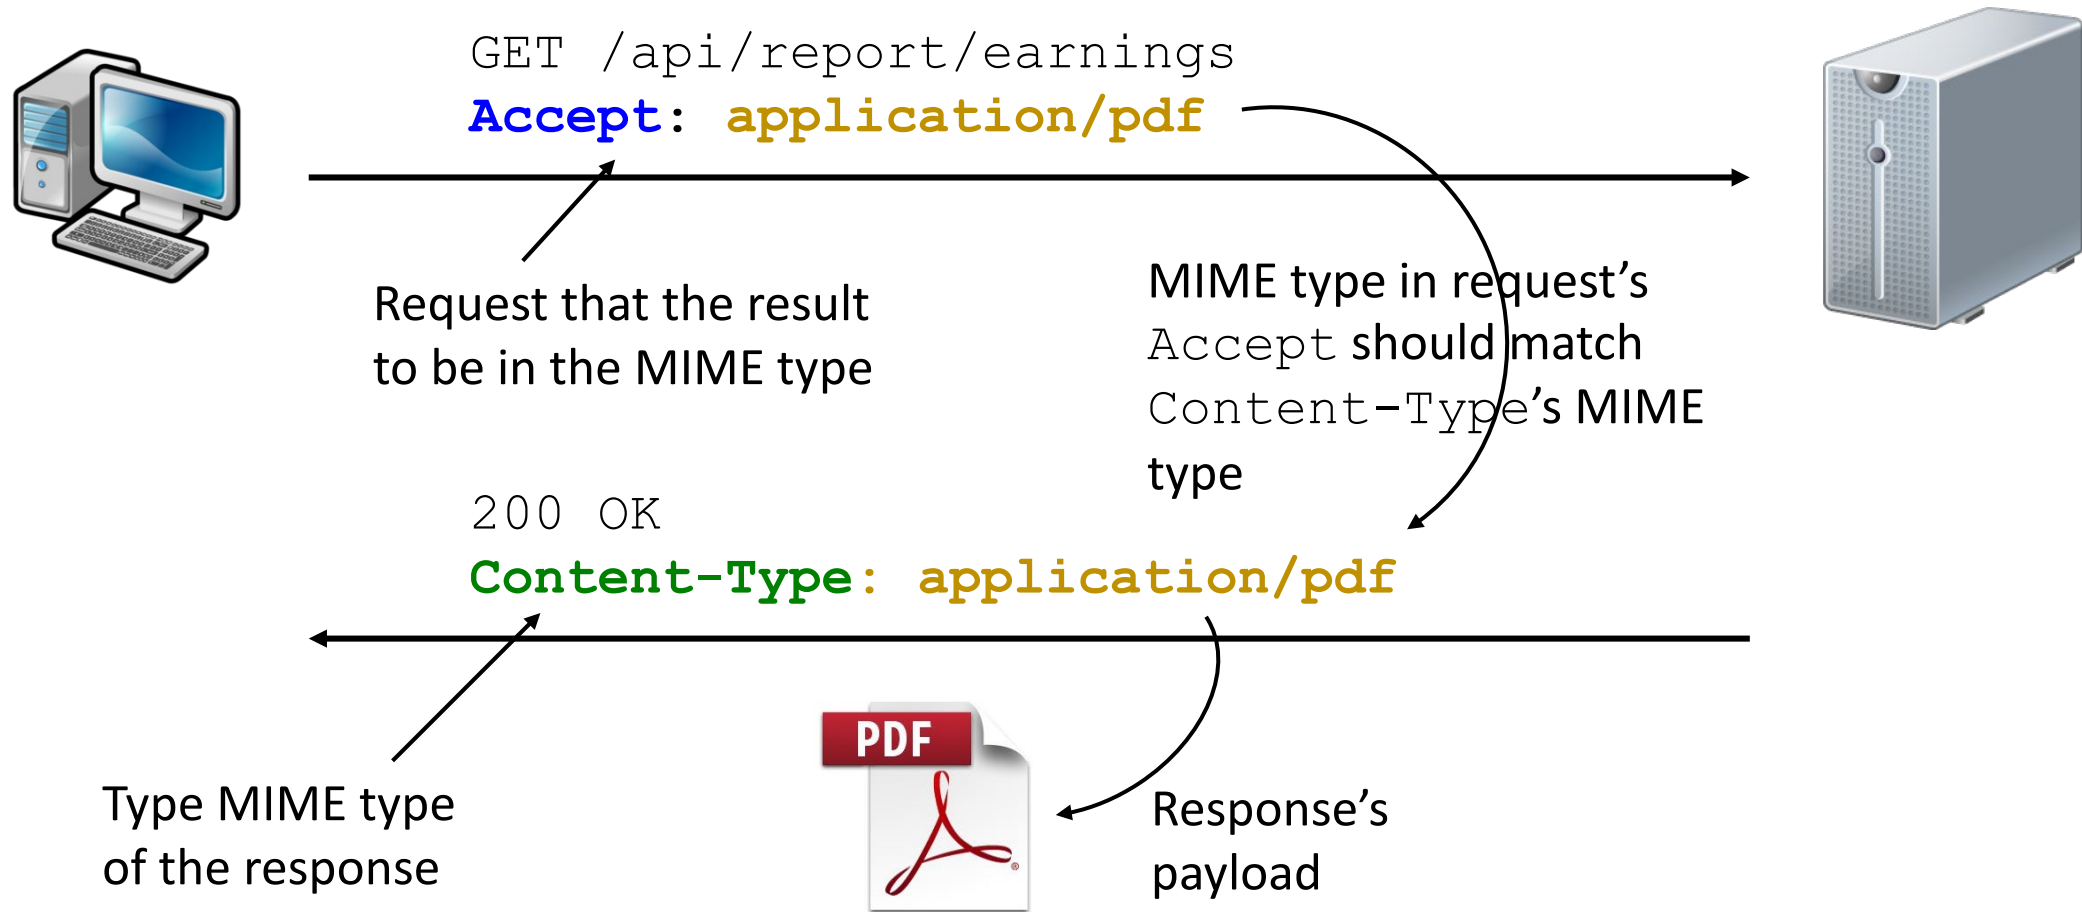 GET /api/report/earnings
Accept: application/pdf
Request that the result
to be in the MIME type
MIME type in request’s
Accept should match
Content-Type’s MIME
type
200 OK
Content-Type: application/pdf
Type MIME type
of the response
PDF
Response’s
payload